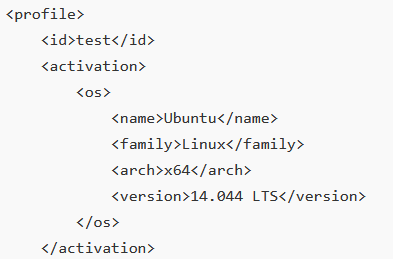 <profile>
    <id>test</id>
    <activation>
        <os>
            <name>Ubuntu</name>
            <family>Linux</family>
            <arch>x64</arch>
            <version>14.044 LTS</version>
        </os>
    </activation>